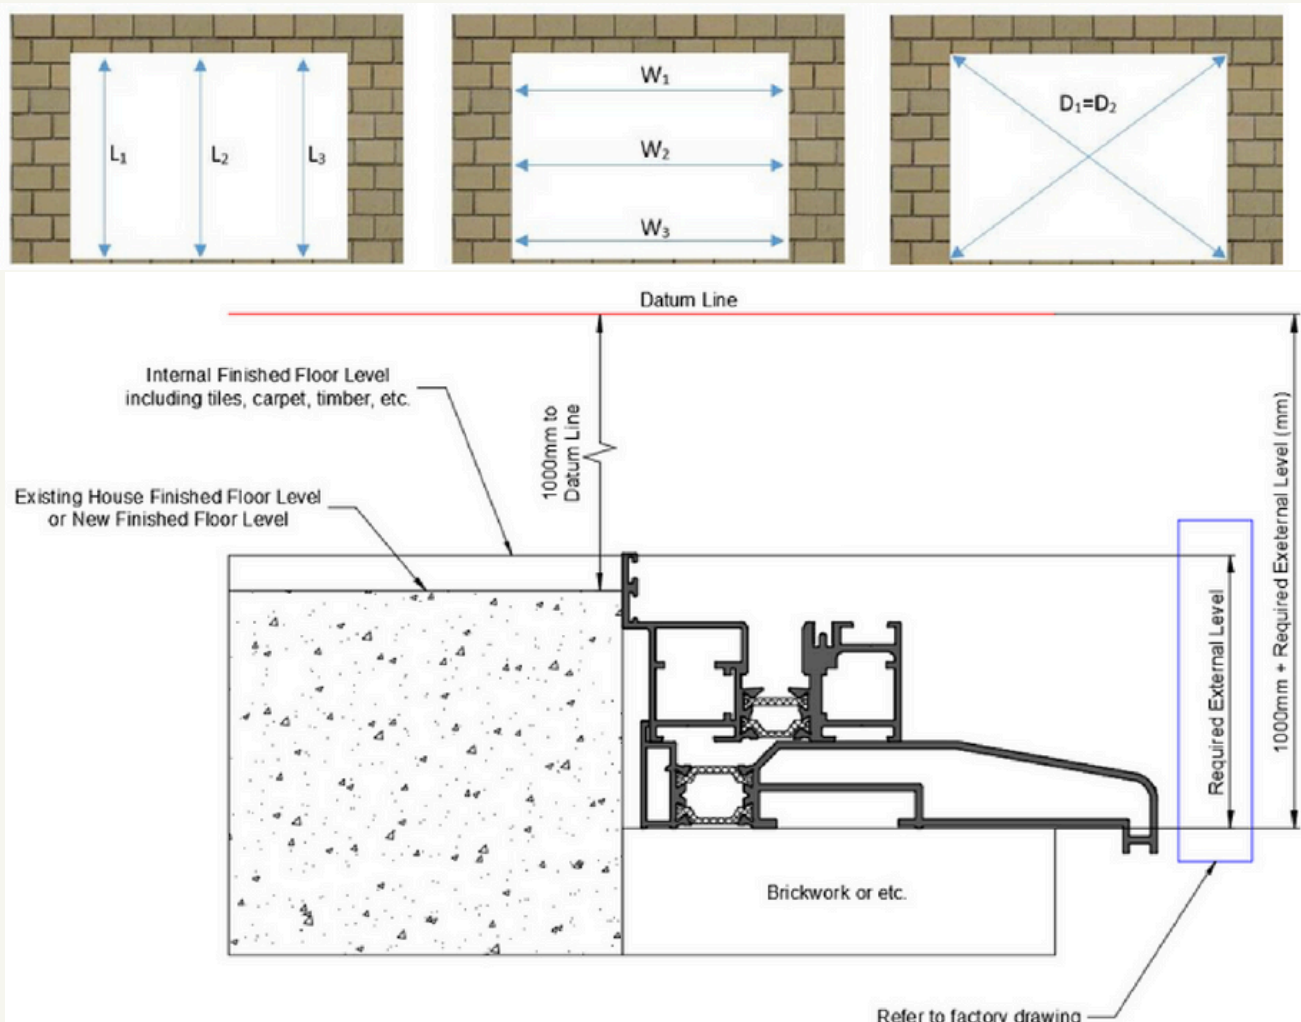 L₁
L₂
L₃
W₁
W₂
W₃
D₁=D₂
Datum Line
Internal Finished Floor Level
including tiles, carpet, timber, etc.
1000mm to
Datum Line
Existing House Finished Floor Level
or New Finished Floor Level
Required External Level
1000mm + Required Exeternal Level (mm)
Brickwork or etc.
Refer to factory drawing